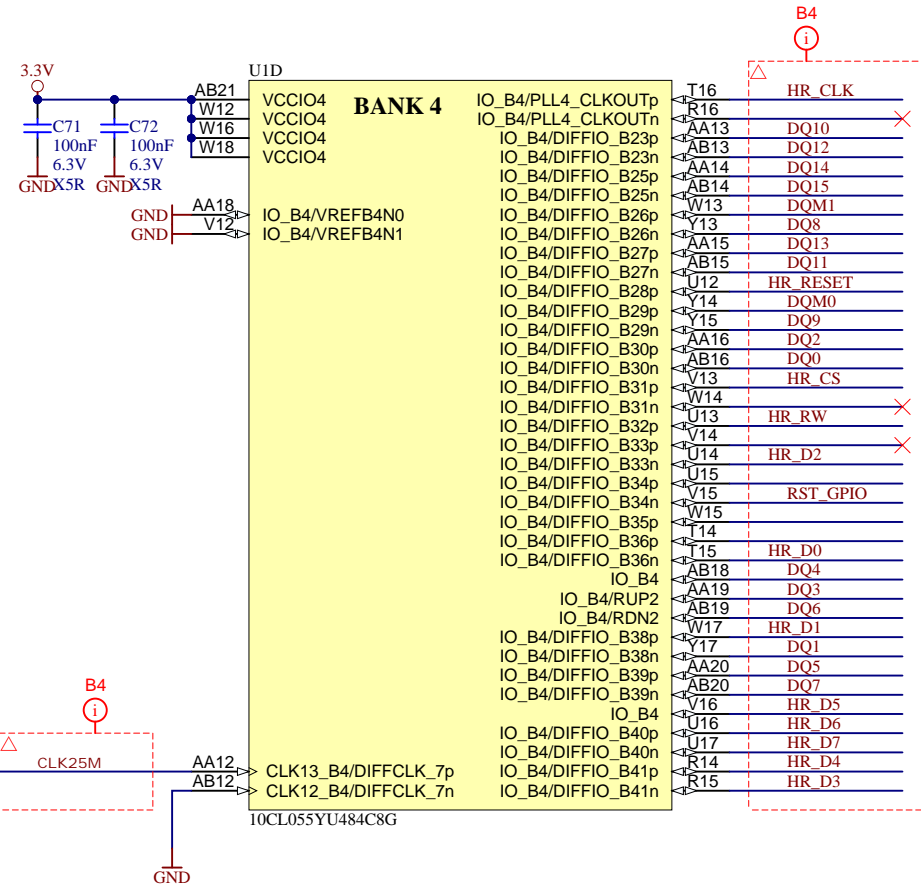 B4
i
3.3V
U1D
BANK 4
AB21 VCCIO4
W12 VCCIO4
W16 VCCIO4
W18 VCCIO4
C71
100nF
6.3V
X5R
GND
C72
100nF
6.3V
X5R
GND
GND AA18 IO_B4/VREFB4N0
GND V12 IO_B4/VREFB4N1
IO_B4/PLL4_CLKOUTp T16 HR_CLK
IO_B4/PLL4_CLKOUTn R16
IO_B4/DIFFIO_B23p AA13 DQ10
IO_B4/DIFFIO_B23n AB13 DQ12
IO_B4/DIFFIO_B25p AA14 DQ14
IO_B4/DIFFIO_B25n AB14 DQ15
IO_B4/DIFFIO_B26p W13 DQM1
IO_B4/DIFFIO_B26n Y13 DQ8
IO_B4/DIFFIO_B27p AA15 DQ13
IO_B4/DIFFIO_B27n AB15 DQ11
IO_B4/DIFFIO_B28p U12 HR_RESET
IO_B4/DIFFIO_B29p Y14 DQM0
IO_B4/DIFFIO_B29n Y15 DQ9
IO_B4/DIFFIO_B30p AA16 DQ2
IO_B4/DIFFIO_B30n AB16 DQ0
IO_B4/DIFFIO_B31p V13 HR_CS
IO_B4/DIFFIO_B31n W14
IO_B4/DIFFIO_B32p U13 HR_RW
IO_B4/DIFFIO_B33p V14
IO_B4/DIFFIO_B33n U14 HR_D2
IO_B4/DIFFIO_B34p U15
IO_B4/DIFFIO_B34n V15 RST_GPIO
IO_B4/DIFFIO_B35p W15
IO_B4/DIFFIO_B36p T14
IO_B4/DIFFIO_B36n T15 HR_D0
IO_B4 AB18 DQ4
IO_B4/RUP2 AA19 DQ3
IO_B4/RDN2 AB19 DQ6
IO_B4/DIFFIO_B38p W17 HR_D1
IO_B4/DIFFIO_B38n Y17 DQ1
IO_B4/DIFFIO_B39p AA20 DQ5
IO_B4/DIFFIO_B39n AB20 DQ7
IO_B4 V16 HR_D5
IO_B4/DIFFIO_B40p U16 HR_D6
IO_B4/DIFFIO_B40n U17 HR_D7
IO_B4/DIFFIO_B41p R14 HR_D4
IO_B4/DIFFIO_B41n R15 HR_D3
B4
i
CLK25M AA12 CLK13_B4/DIFFCLK_7p
AB12 CLK12_B4/DIFFCLK_7n
10CL055YU484C8G
GND